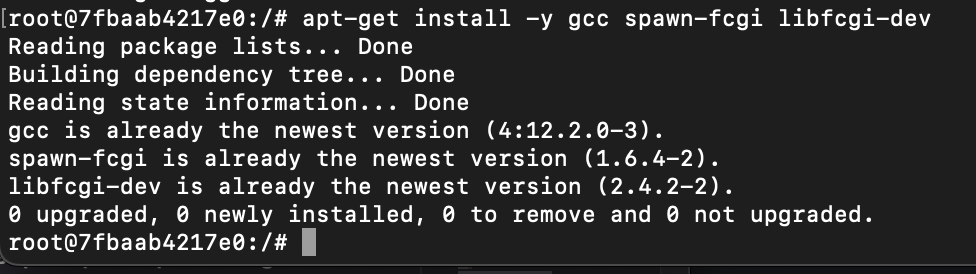 [root@7fbaab4217e0:/# apt-get install -y gcc spawn-fcgi libfcgi-dev
Reading package lists... Done
Building dependency tree... Done
Reading state information... Done
gcc is already the newest version (4:12.2.0-3).
spawn-fcgi is already the newest version (1.6.4-2).
libfcgi-dev is already the newest version (2.4.2-2).
0 upgraded, 0 newly installed, 0 to remove and 0 not upgraded.
root@7fbaab4217e0:/#